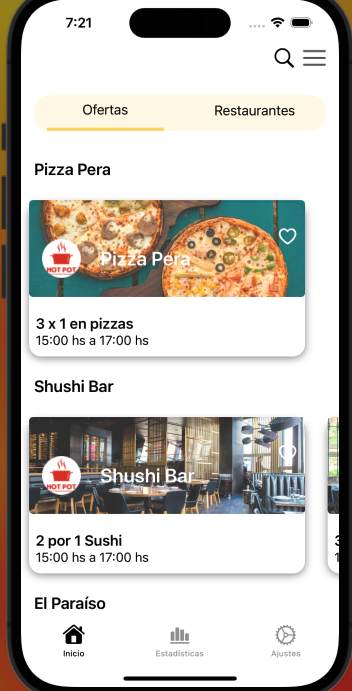 7:21
Ofertas
Restaurantes
Pizza Pera
HOT POT
Pizza Pera
3 x 1 en pizzas
15:00 hs a 17:00 hs
Shushi Bar
HOT POT
Shushi Bar
2 por 1 Sushi
15:00 hs a 17:00 hs
3
1
El Paraíso
Inicio
Estadísticas
Ajustes